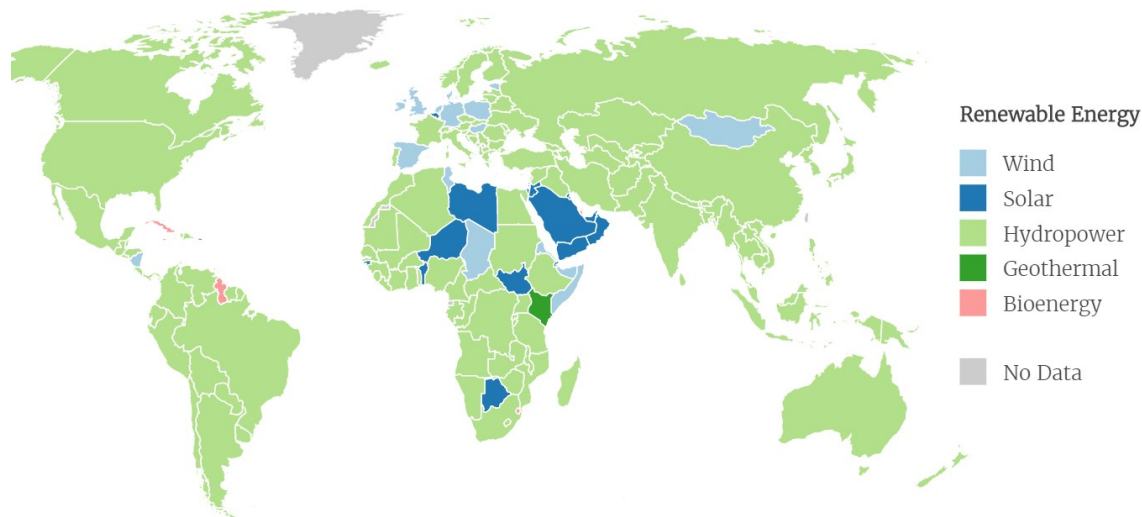 Renewable Energy
Wind
Solar
Hydropower
Geothermal
Bioenergy
No Data